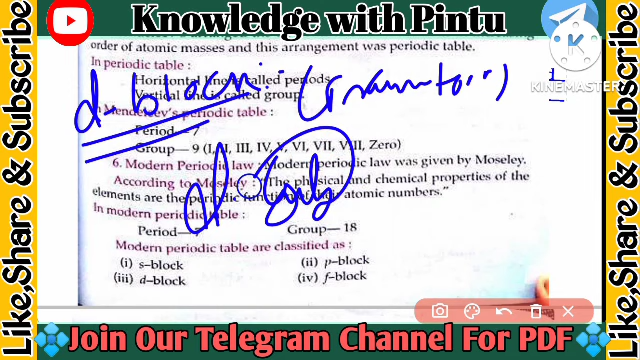 Knowledge with Pintu
Like,Share & Subscribe
order of atomic masses and this arrangement was periodic table.
In periodic table :
Horizontal line is called periods
Vertical line is called group.
In Mendeleev's periodic table :
Period— 7
Group— 9 (I, II, III, IV, V, VI, VII, VIII, Zero)
6. Modern Periodic law : Modern periodic law was given by Moseley.
According to Moseley : "The physical and chemical properties of the
elements are the periodic function of their atomic numbers."
In modern periodic table :
Period— Group— 18
Modern periodic table are classified as :
(i) s–block (ii) p–block
(iii) d–block (iv) f–block
d-block:
KINEMASTER
Like,Share & Subscribe
Join Our Telegram Channel For PDF